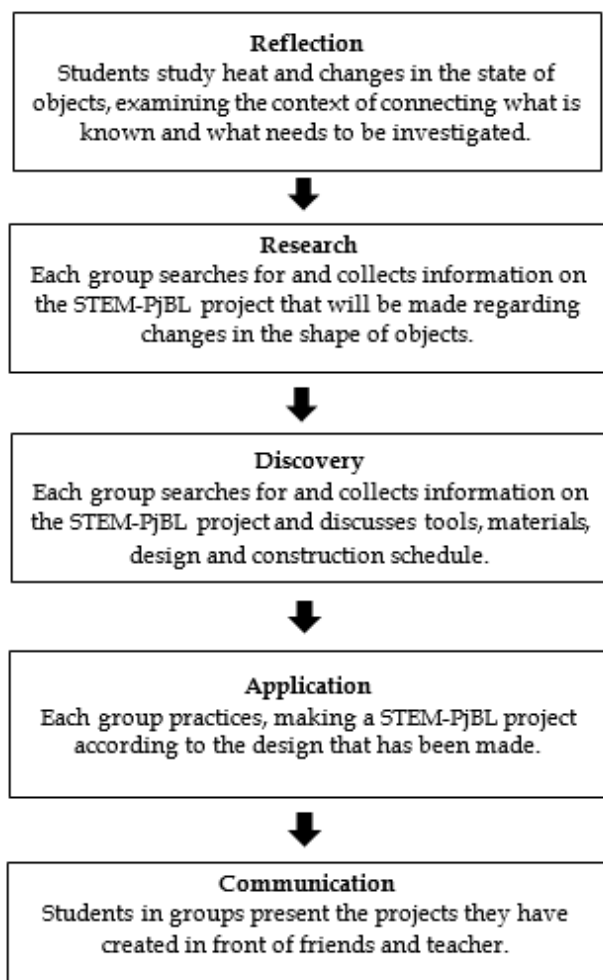 Reflection
Students study heat and changes in the state of
objects, examining the context of connecting what is
known and what needs to be investigated.
Research
Each group searches for and collects information on
the STEM-PjBL project that will be made regarding
changes in the shape of objects.
Discovery
Each group searches for and collects information on
the STEM-PjBL project and discusses tools, materials,
design and construction schedule.
Application
Each group practices, making a STEM-PjBL project
according to the design that has been made.
Communication
Students in groups present the projects they have
created in front of friends and teacher.